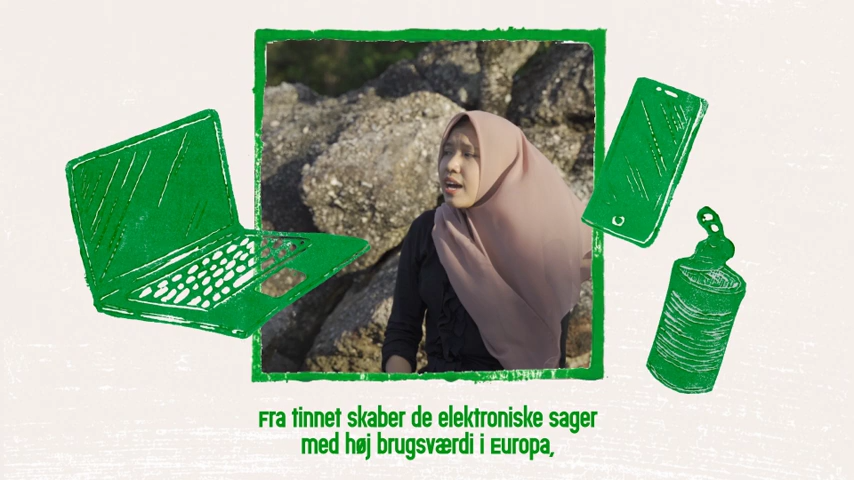 Fra tinnet skaber de elektroniske sager
med høj brugsværdi i Europa,